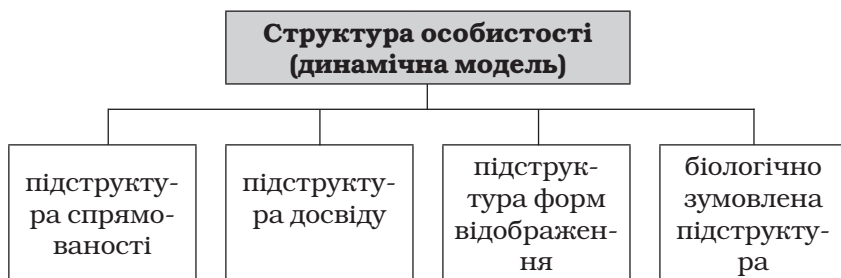 Структура особистості
(динамічна модель)
підструкту-
ра спрямо-
ваності
підструкту-
ра досвіду
підструк-
тура форм
відображен-
ня
біологічно
зумовлена
підструкту-
ра